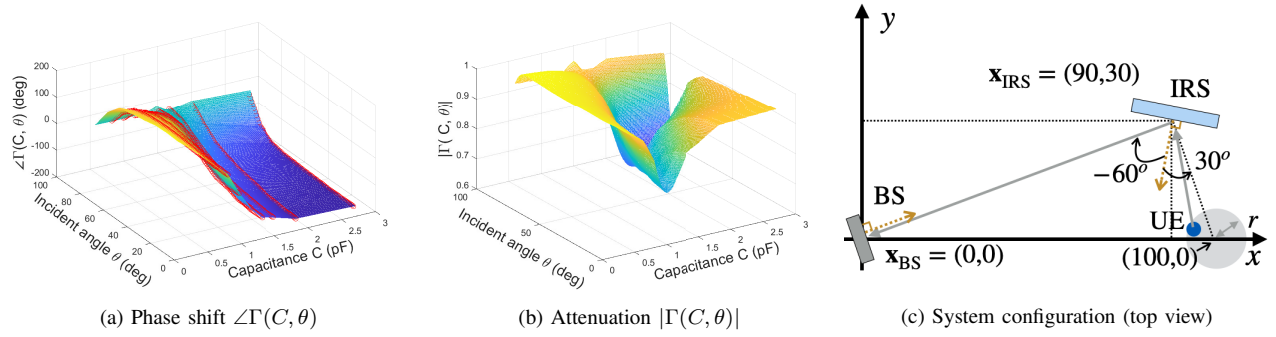 200
100
0
-100
-200
100
80
60
40
20
0
0
0.5
1
1.5
2
2.5
3
∠Γ(C, θ) (deg)
Incident angle θ (deg)
Capacitance C (pF)
(a) Phase shift ∠Γ(C, θ)
1
0.9
0.8
0.7
0.6
100
50
0
0
0.5
1
1.5
2
2.5
3
|Γ(C, θ)|
Incident angle θ (deg)
Capacitance C (pF)
(b) Attenuation |Γ(C, θ)|
y
x_IRS = (90,30)
IRS
−60°
30°
BS
UE
r
x_BS = (0,0)
(100,0)
x
(c) System configuration (top view)